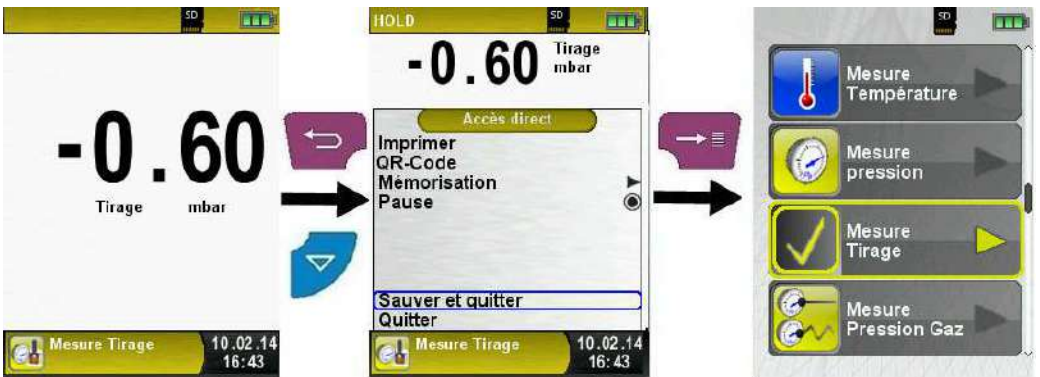 SD
-0.60
Tirage mbar
Mesure Tirage
10.02.14
16:43
HOLD
SD
-0.60
Tirage
mbar
Accès direct
Imprimer
QR-Code
Mémorisation
Pause
Sauver et quitter
Quitter
Mesure Tirage
10.02.14
16:43
SD
Mesure
Température
Mesure
pression
Mesure
Tirage
Mesure
Pression Gaz